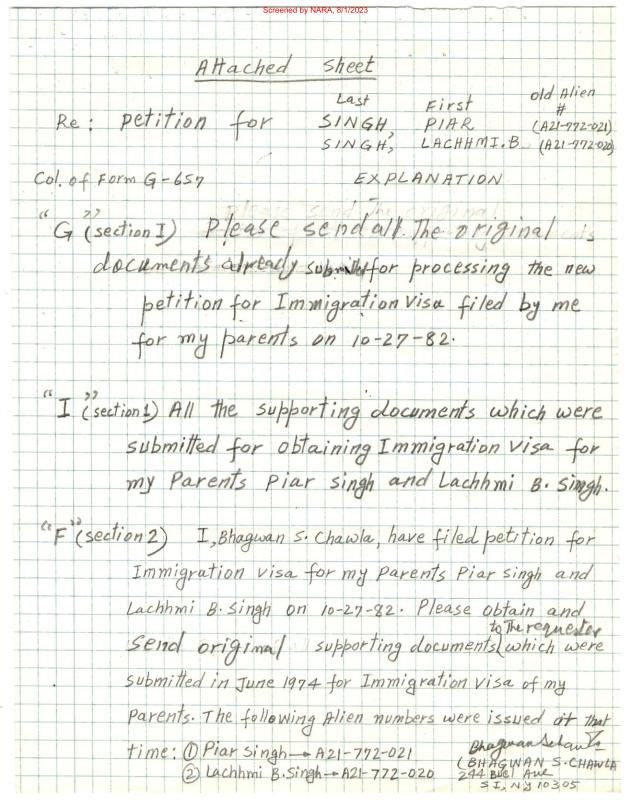 Screened by NARA, 8/1/2023
Attached Sheet
Last First old Alien #
Re: petition for SINGH, PIAR (A21-772-021)
SINGH, LACHHMI.B (A21-772-020)
Col. of Form G-657 EXPLANATION
"G" (section I) Please send all. The original
documents already submitted for processing the new
petition for Immigration Visa filed by me
for my parents on 10-27-82.
"I" (section 1) All the supporting documents which were
submitted for obtaining Immigration Visa for
my Parents Piar singh and Lachhmi B. Singh.
"F" (section 2) I, Bhagwan S. Chawla, have filed petition for
Immigration visa for my Parents Piar singh and
Lachhmi B. Singh on 10-27-82. Please obtain and
to The requester
send original supporting documents which were
submitted in June 1974 for Immigration Visa of my
Parents. The following Alien numbers were issued at that
time: ① Piar Singh → A21-772-021
② Lachhmi B. Singh → A21-772-020
(BHAGWAN S. CHAWLA
244 Buel Ave
S I, NY 10305